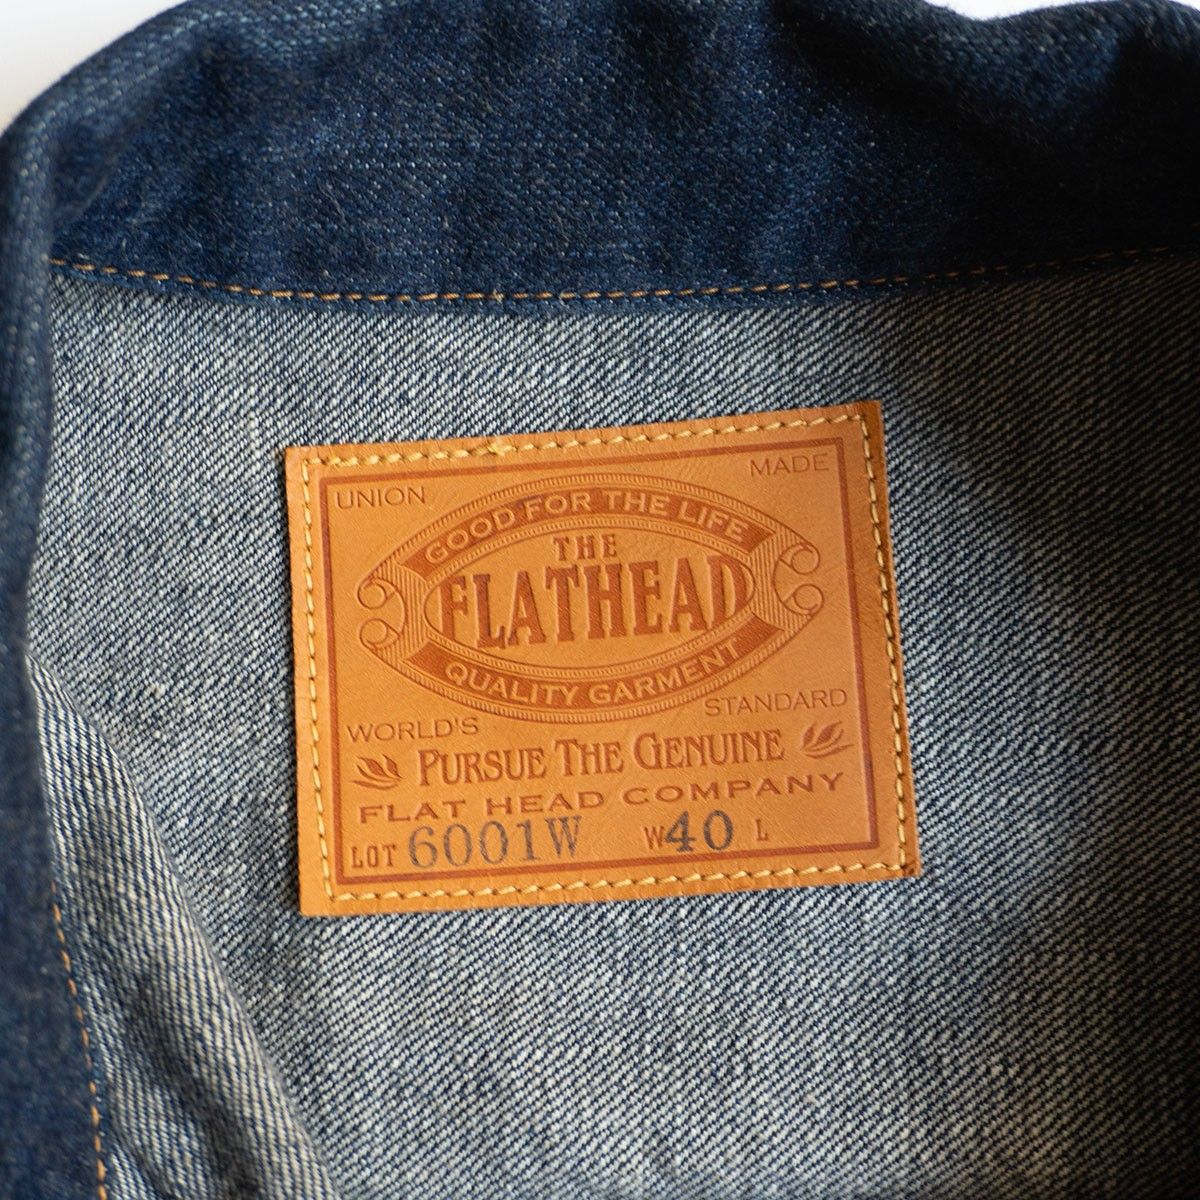 UNION MADE
GOOD FOR THE LIFE
THE
FLATHEAD
QUALITY GARMENT
WORLD'S STANDARD
PURSUE THE GENUINE
FLAT HEAD COMPANY
LOT 6001W W40 L